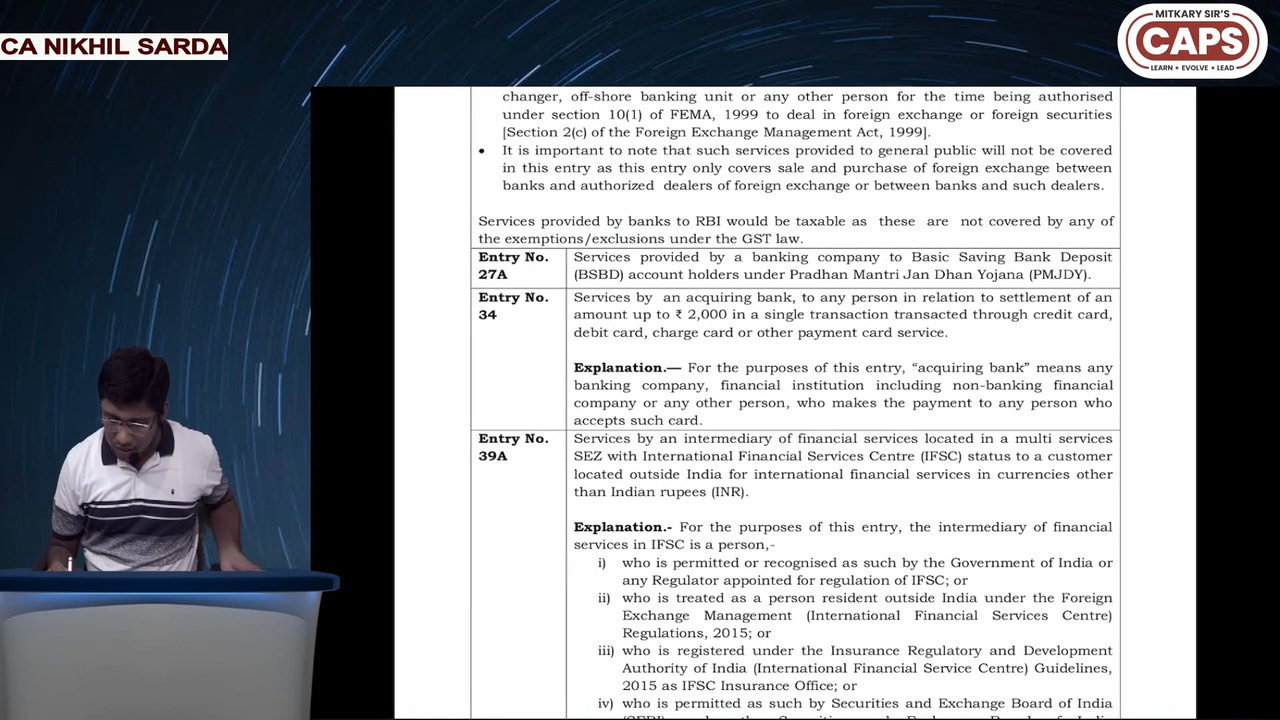 CA NIKHIL SARDA
MITKARY SIR'S
CAPS
LEARN • EVOLVE • LEAD
changer, off-shore banking unit or any other person for the time being authorised
under section 10(1) of FEMA, 1999 to deal in foreign exchange or foreign securities
[Section 2(c) of the Foreign Exchange Management Act, 1999].
• It is important to note that such services provided to general public will not be covered
in this entry as this entry only covers sale and purchase of foreign exchange between
banks and authorized dealers of foreign exchange or between banks and such dealers.
Services provided by banks to RBI would be taxable as these are not covered by any of
the exemptions/exclusions under the GST law.
Entry No.
27A
Services provided by a banking company to Basic Saving Bank Deposit
(BSBD) account holders under Pradhan Mantri Jan Dhan Yojana (PMJDY).
Entry No.
34
Services by an acquiring bank, to any person in relation to settlement of an
amount up to ₹ 2,000 in a single transaction transacted through credit card,
debit card, charge card or other payment card service.
Explanation.— For the purposes of this entry, “acquiring bank” means any
banking company, financial institution including non-banking financial
company or any other person, who makes the payment to any person who
accepts such card.
Entry No.
39A
Services by an intermediary of financial services located in a multi services
SEZ with International Financial Services Centre (IFSC) status to a customer
located outside India for international financial services in currencies other
than Indian rupees (INR).
Explanation.- For the purposes of this entry, the intermediary of financial
services in IFSC is a person,-
i) who is permitted or recognised as such by the Government of India or
any Regulator appointed for regulation of IFSC; or
ii) who is treated as a person resident outside India under the Foreign
Exchange Management (International Financial Services Centre)
Regulations, 2015; or
iii) who is registered under the Insurance Regulatory and Development
Authority of India (International Financial Service Centre) Guidelines,
2015 as IFSC Insurance Office; or
iv) who is permitted as such by Securities and Exchange Board of India